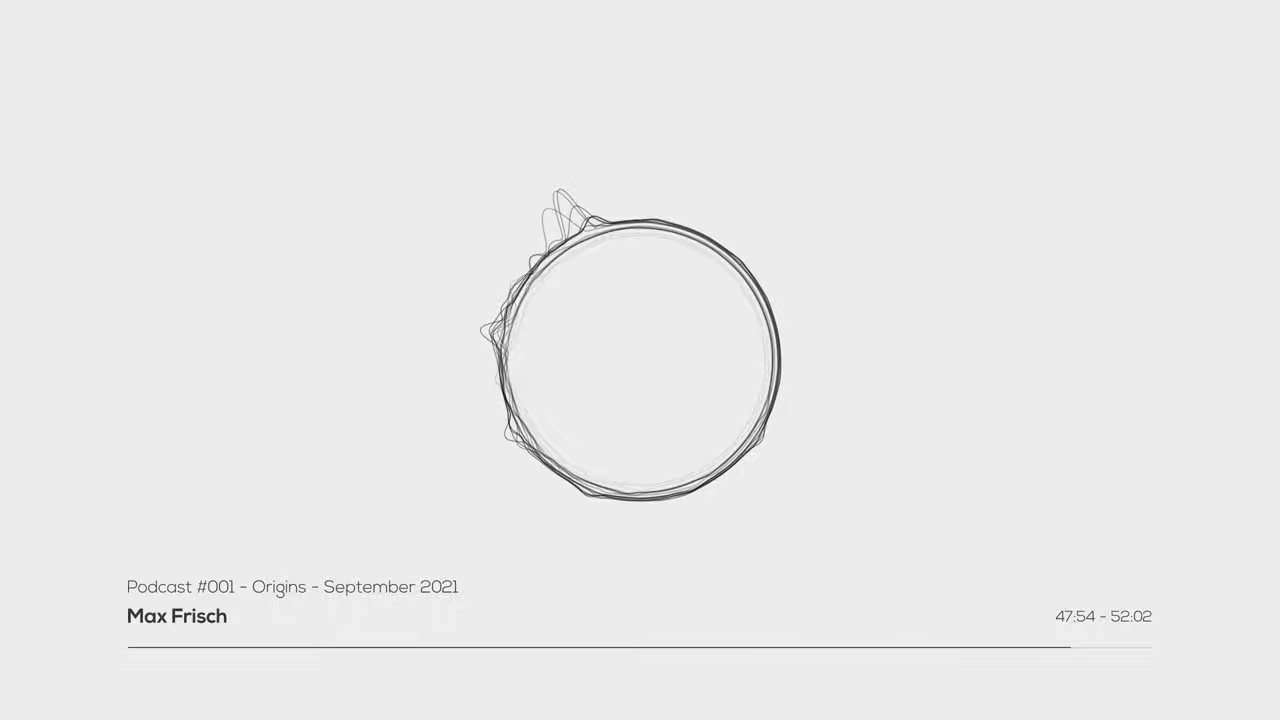 Podcast #001 - Origins - September 2021
Max Frisch
47:54 - 52:02